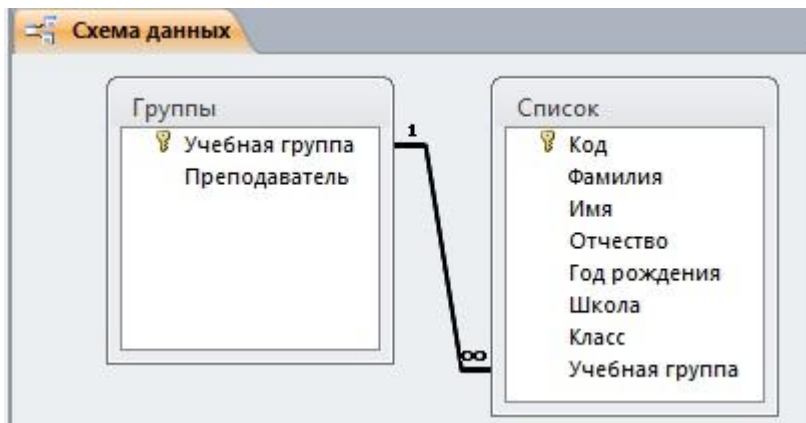 Схема данных
Группы
Учебная группа
Преподаватель
1
∞
Список
Код
Фамилия
Имя
Отчество
Год рождения
Школа
Класс
Учебная группа